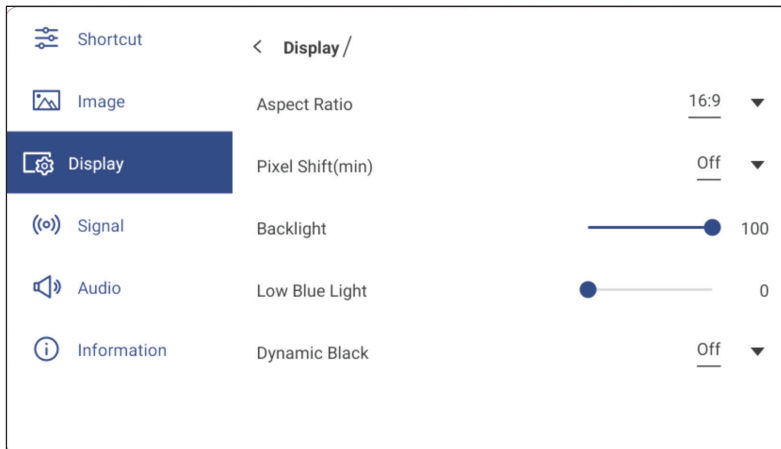 Shortcut
Image
Display
Signal
Audio
Information
< Display /
Aspect Ratio 16:9
Pixel Shift(min) Off
Backlight 100
Low Blue Light 0
Dynamic Black Off